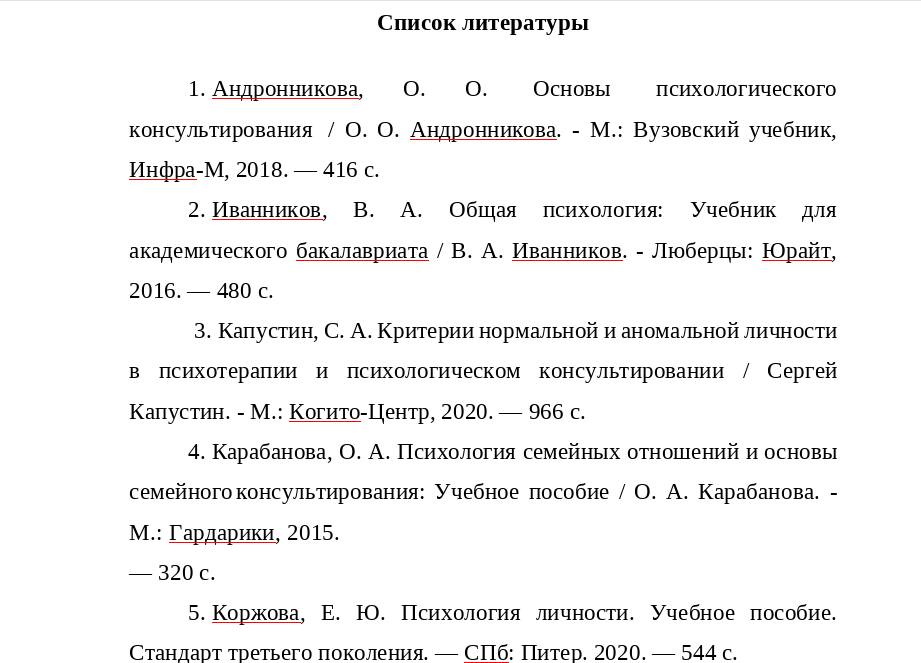 Список литературы
1. Андронникова, О. О. Основы психологического
консультирования / О. О. Андронникова. - М.: Вузовский учебник,
Инфра-М, 2018. — 416 с.
2. Иванников, В. А. Общая психология: Учебник для
академического бакалавриата / В. А. Иванников. - Люберцы: Юрайт,
2016. — 480 с.
3. Капустин, С. А. Критерии нормальной и аномальной личности
в психотерапии и психологическом консультировании / Сергей
Капустин. - М.: Когито-Центр, 2020. — 966 с.
4. Карабанова, О. А. Психология семейных отношений и основы
семейного консультирования: Учебное пособие / О. А. Карабанова. -
М.: Гардарики, 2015.
— 320 с.
5. Коржова, Е. Ю. Психология личности. Учебное пособие.
Стандарт третьего поколения. — СПб: Питер. 2020. — 544 с.